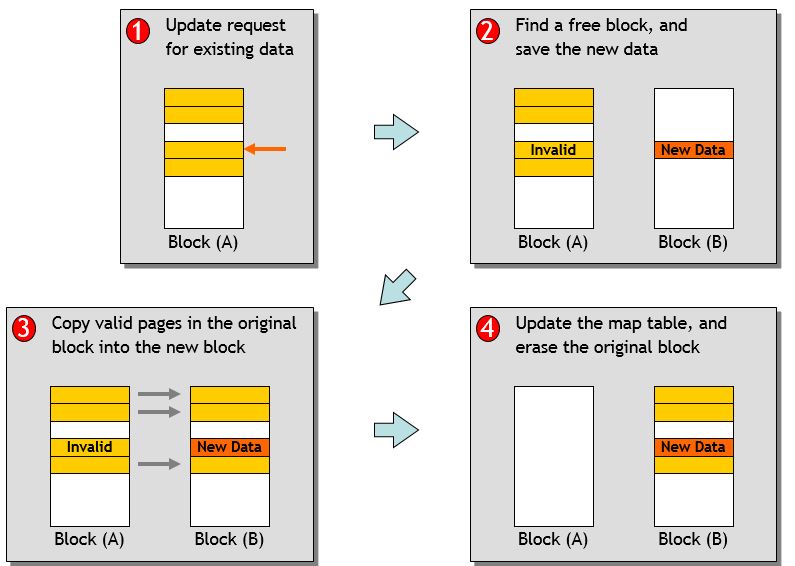 1
Update request
for existing data
Block (A)
2
Find a free block, and
save the new data
Invalid
New Data
Block (A)
Block (B)
3
Copy valid pages in the original
block into the new block
Invalid
New Data
Block (A)
Block (B)
4
Update the map table, and
erase the original block
New Data
Block (A)
Block (B)